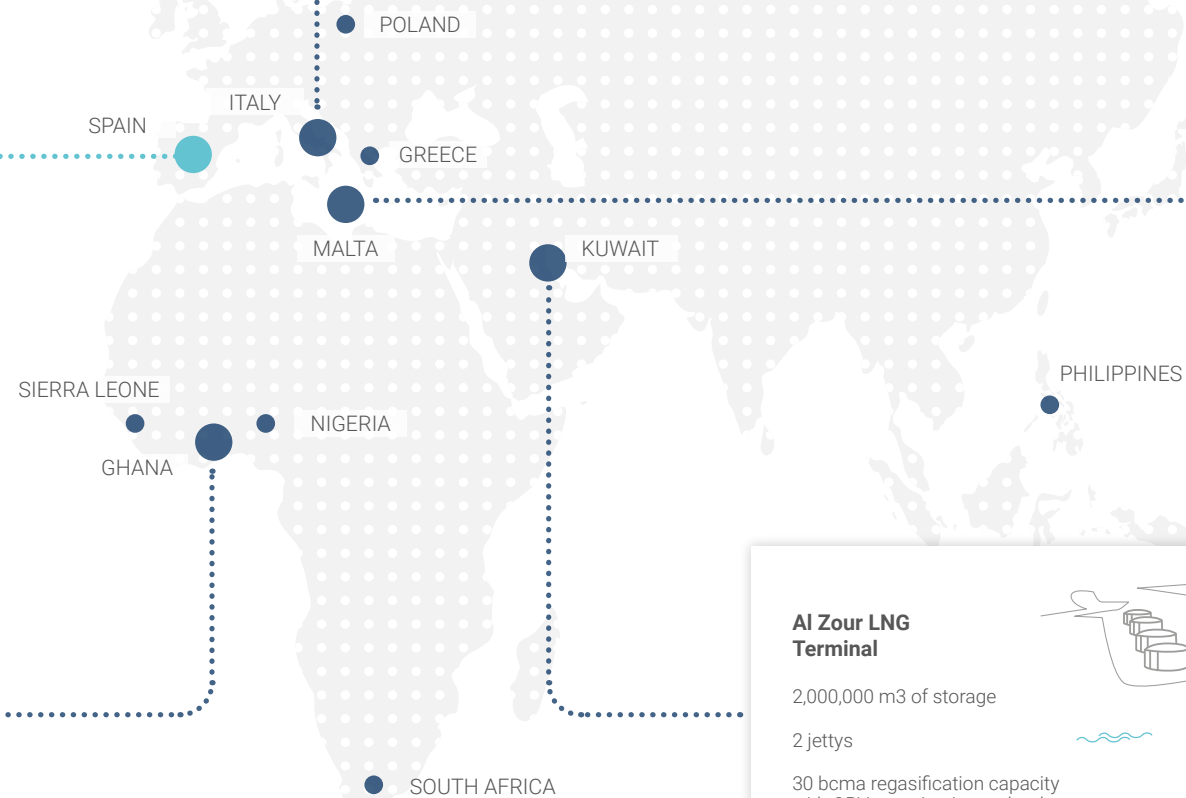 POLAND
ITALY
SPAIN
GREECE
MALTA
KUWAIT
PHILIPPINES
SIERRA LEONE
NIGERIA
GHANA
Al Zour LNG
Terminal
2,000,000 m3 of storage
2 jettys
30 bcma regasification capacity
SOUTH AFRICA